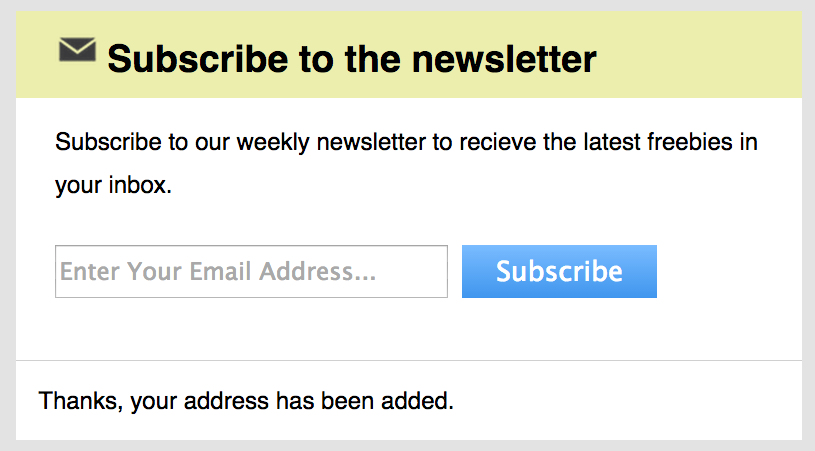 Subscribe to the newsletter
Subscribe to our weekly newsletter to recieve the latest freebies in
your inbox.
Enter Your Email Address...
Subscribe
Thanks, your address has been added.